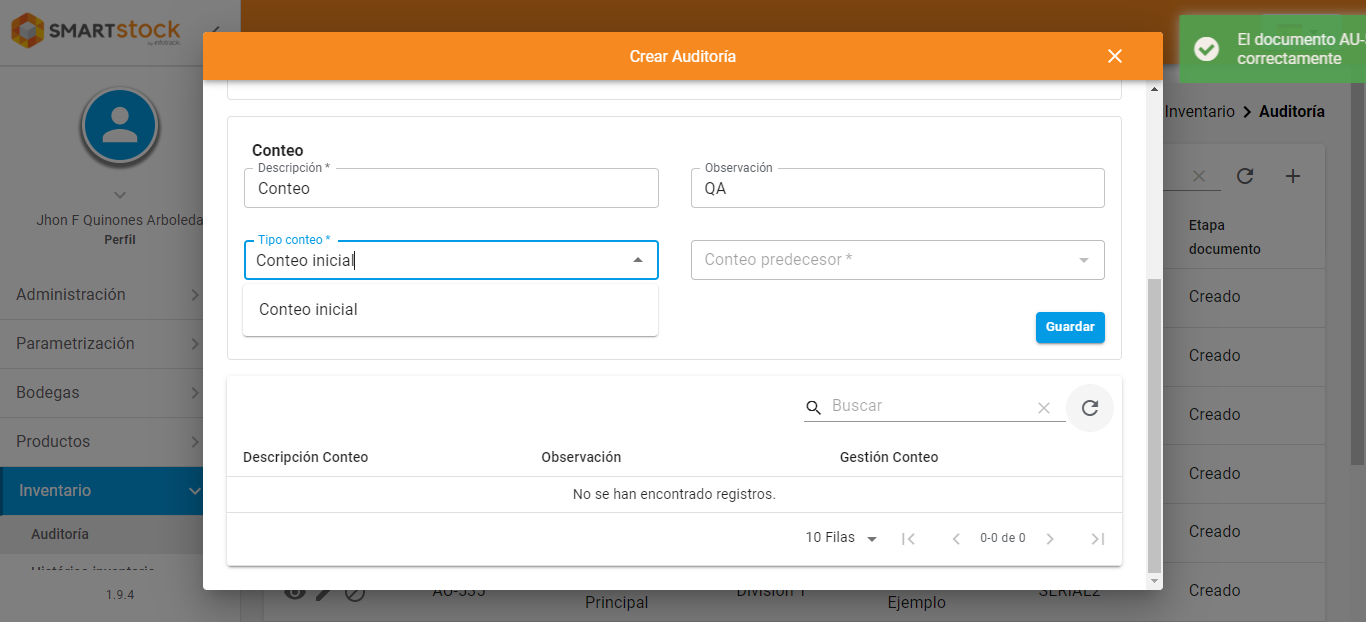 SMARTstock
by infotrack
Crear Auditoría
El documento AU-
correctamente
Inventario > Auditoría
Jhon F Quinones Arboleda
Perfil
Administración
Parametrización
Bodegas
Productos
Inventario
Auditoría
Histórico inventario
1.9.4
Conteo
Descripción *
Conteo
Observación
QA
Tipo conteo *
Conteo inicial
Conteo predecesor *
Conteo inicial
Guardar
Buscar
Descripción Conteo
Observación
Gestión Conteo
No se han encontrado registros.
10 Filas
0-0 de 0
Etapa
documento
Creado
Creado
Creado
Creado
Creado
Creado
AU-535
Principal
División 1
Ejemplo
SERIAL2